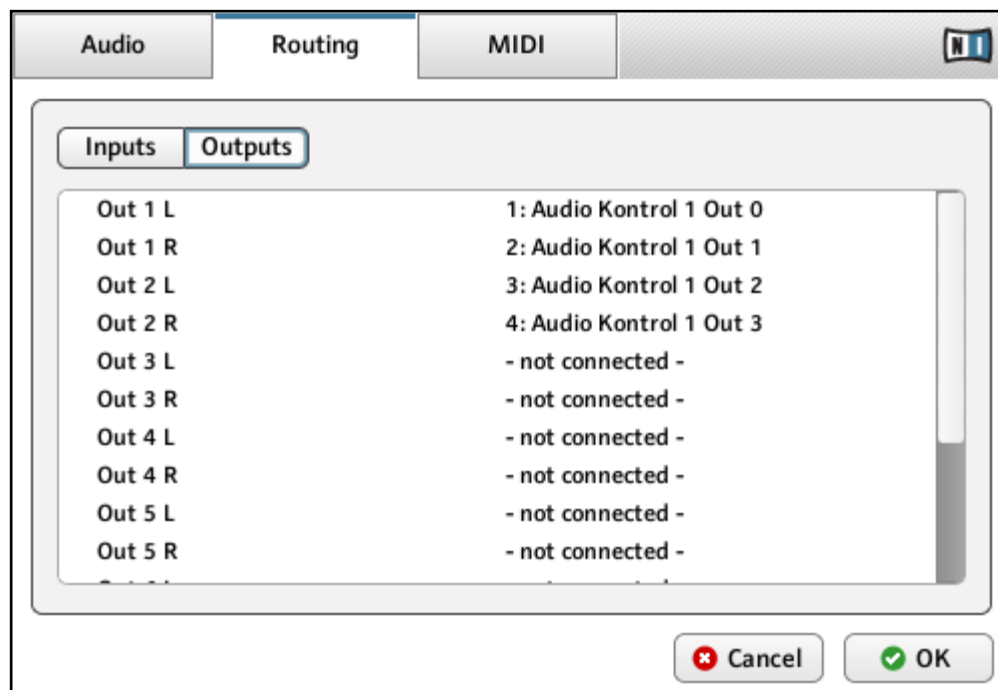 Audio Routing MIDI NI
Inputs Outputs
Out 1 L 1: Audio Kontrol 1 Out 0
Out 1 R 2: Audio Kontrol 1 Out 1
Out 2 L 3: Audio Kontrol 1 Out 2
Out 2 R 4: Audio Kontrol 1 Out 3
Out 3 L - not connected -
Out 3 R - not connected -
Out 4 L - not connected -
Out 4 R - not connected -
Out 5 L - not connected -
Out 5 R - not connected -
Cancel OK